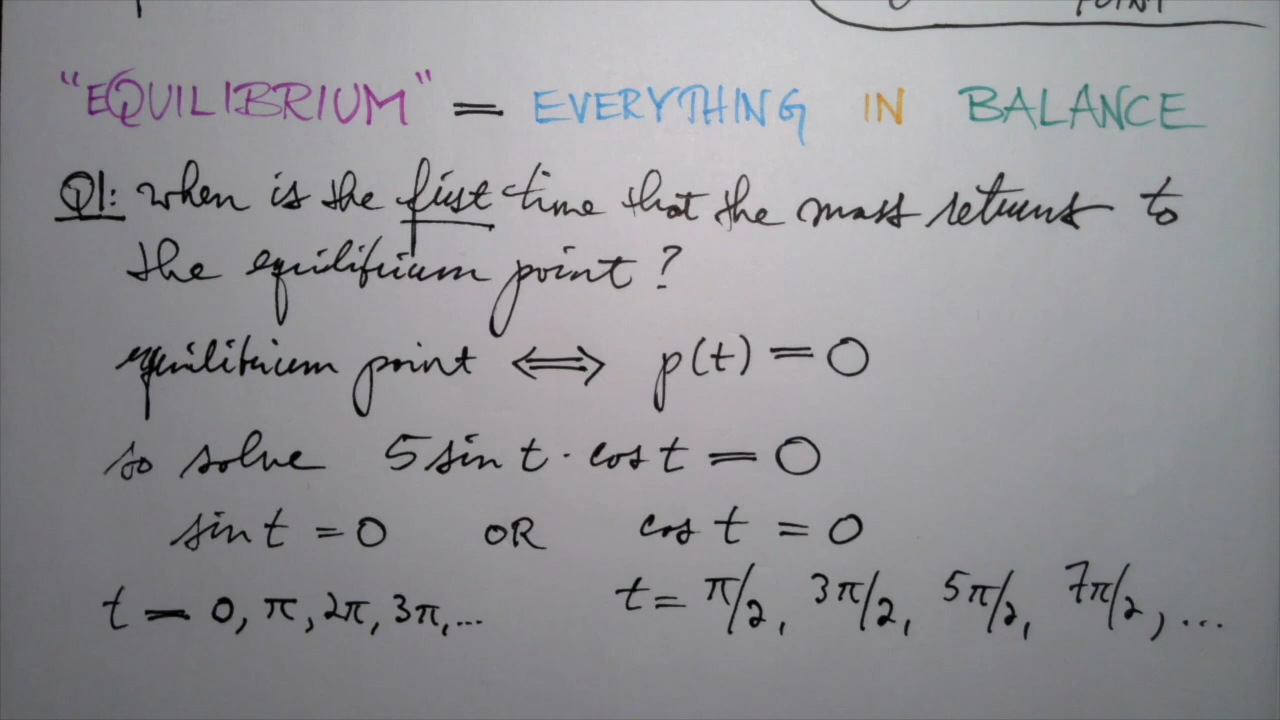 POINT
"EQUILIBRIUM" = EVERYTHING IN BALANCE
Q1: when is the first time that the mass returns to
the equilibrium point?
equilibrium point ⟺ p(t) = 0
so solve 5 sin t · cos t = 0
sin t = 0 OR cos t = 0
t = 0, π, 2π, 3π, ... t = π/2, 3π/2, 5π/2, 7π/2, ...